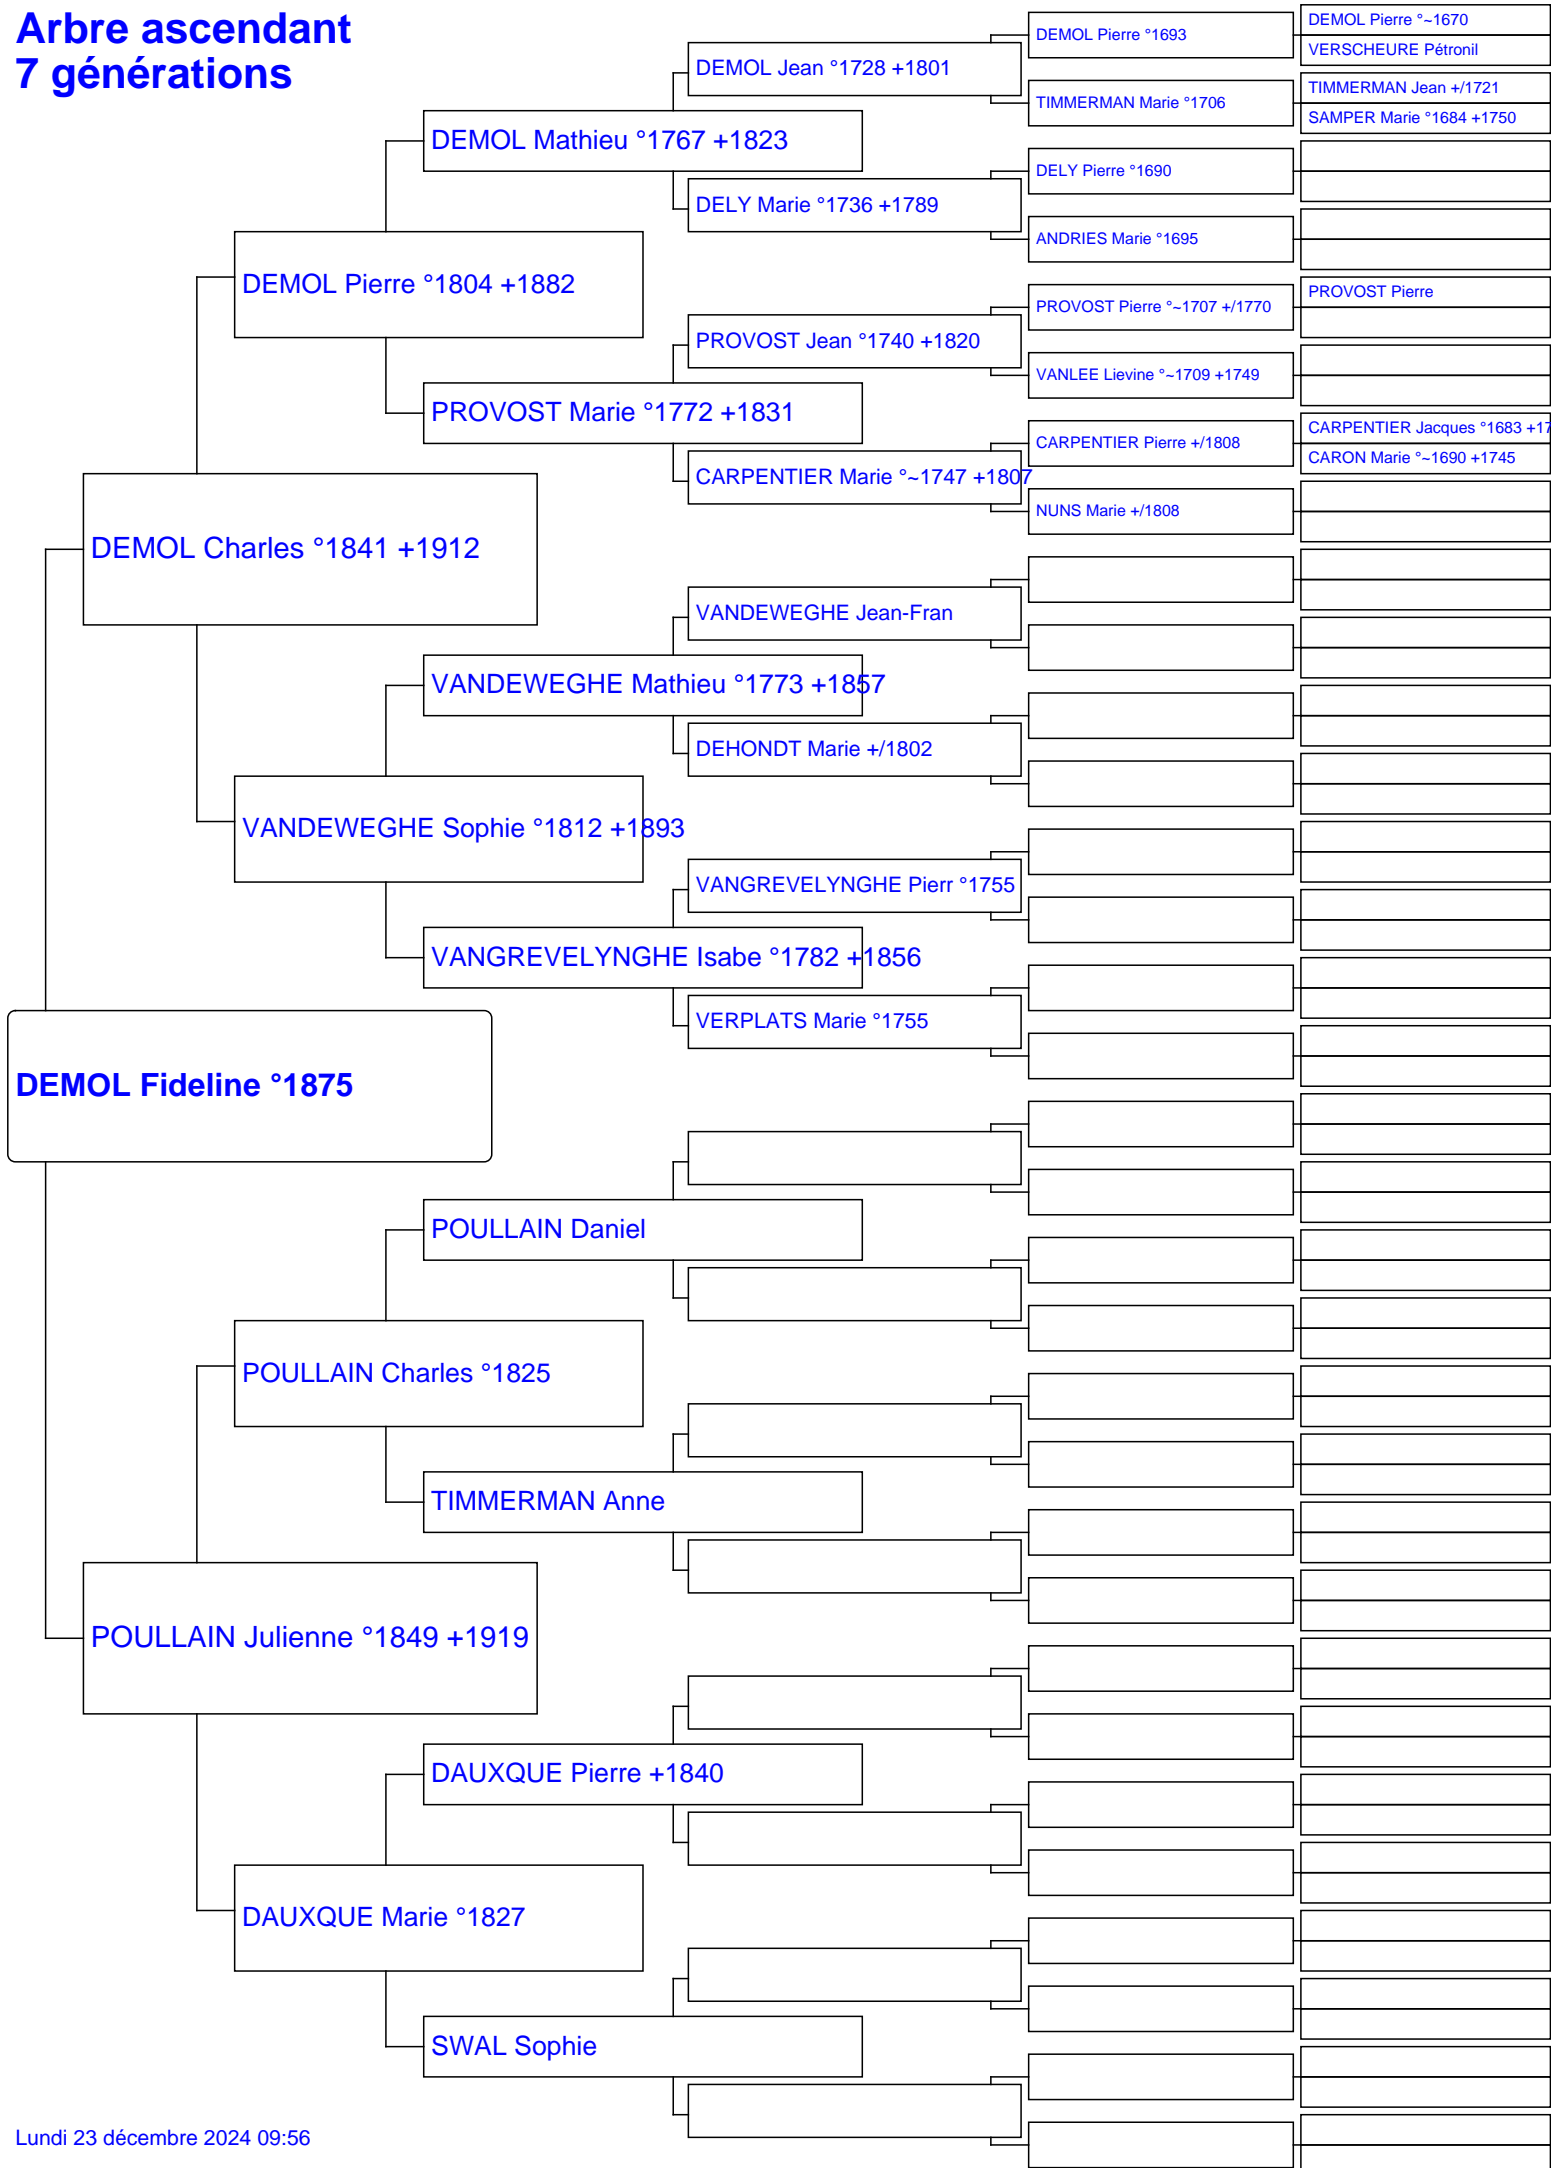 Arbre ascendant
7 générations
DEMOL Fideline °1875
DEMOL Charles °1841 +1912
POULLAIN Julienne °1849 +1919
DEMOL Pierre °1804 +1882
VANDEWEGHE Sophie °1812 +1893
POULLAIN Charles °1825
DAUXQUE Marie °1827
DEMOL Mathieu °1767 +1823
PROVOST Marie °1772 +1831
VANDEWEGHE Mathieu °1773 +1857
VANGREVELYNGHE Isabe °1782 +1856
POULLAIN Daniel
TIMMERMAN Anne
DAUXQUE Pierre +1840
SWAL Sophie
DEMOL Jean °1728 +1801
DELY Marie °1736 +1789
PROVOST Jean °1740 +1820
CARPENTIER Marie °~1747 +1807
VANDEWEGHE Jean-Fran
DEHONDT Marie +/1802
VANGREVELYNGHE Pierr °1755
VERPLATS Marie °1755
DEMOL Pierre °1693
TIMMERMAN Marie °1706
DELY Pierre °1690
ANDRIES Marie °1695
PROVOST Pierre °~1707 +/1770
VANLEE Lievine °~1709 +1749
CARPENTIER Pierre +/1808
NUNS Marie +/1808
DEMOL Pierre °~1670
VERSCHEURE Pétronil
TIMMERMAN Jean +/1721
SAMPER Marie °1684 +1750
PROVOST Pierre
CARPENTIER Jacques °1683 +17
CARON Marie °~1690 +1745
Lundi 23 décembre 2024 09:56